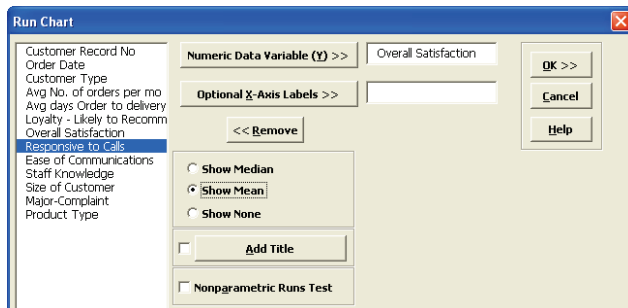 Run Chart
Customer Record No
Order Date
Customer Type
Avg No. of orders per mo
Avg days Order to delivery
Loyalty - Likely to Recomm
Overall Satisfaction
Responsive to Calls
Ease of Communications
Staff Knowledge
Size of Customer
Major-Complaint
Product Type
Numeric Data Variable (Y) >>
Overall Satisfaction
Optional X-Axis Labels >>
<< Remove
Show Median
Show Mean
Show None
Add Title
Nonparametric Runs Test
OK >>
Cancel
Help